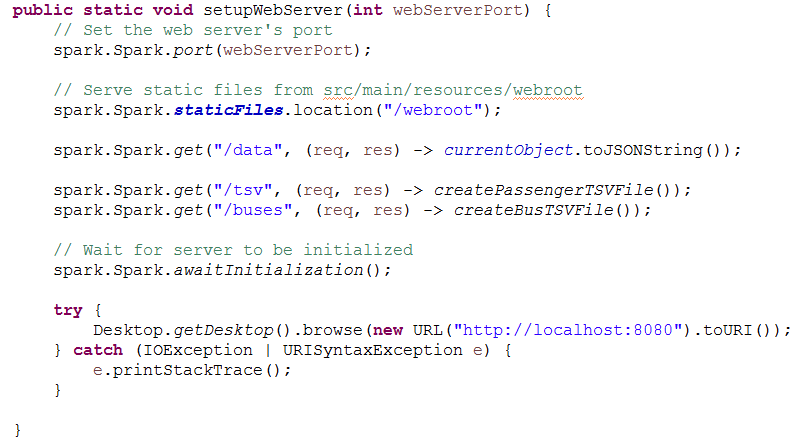 public static void setupWebServer(int webServerPort) {
    // Set the web server's port
    spark.Spark.port(webServerPort);

    // Serve static files from src/main/resources/webroot
    spark.Spark.staticFiles.location("/webroot");

    spark.Spark.get("/data", (req, res) -> currentObject.toJSONString());

    spark.Spark.get("/tsv", (req, res) -> createPassengerTSVFile());
    spark.Spark.get("/buses", (req, res) -> createBusTSVFile());

    // Wait for server to be initialized
    spark.Spark.awaitInitialization();

    try {
        Desktop.getDesktop().browse(new URL("http://localhost:8080").toURI());
    } catch (IOException | URISyntaxException e) {
        e.printStackTrace();
    }

}